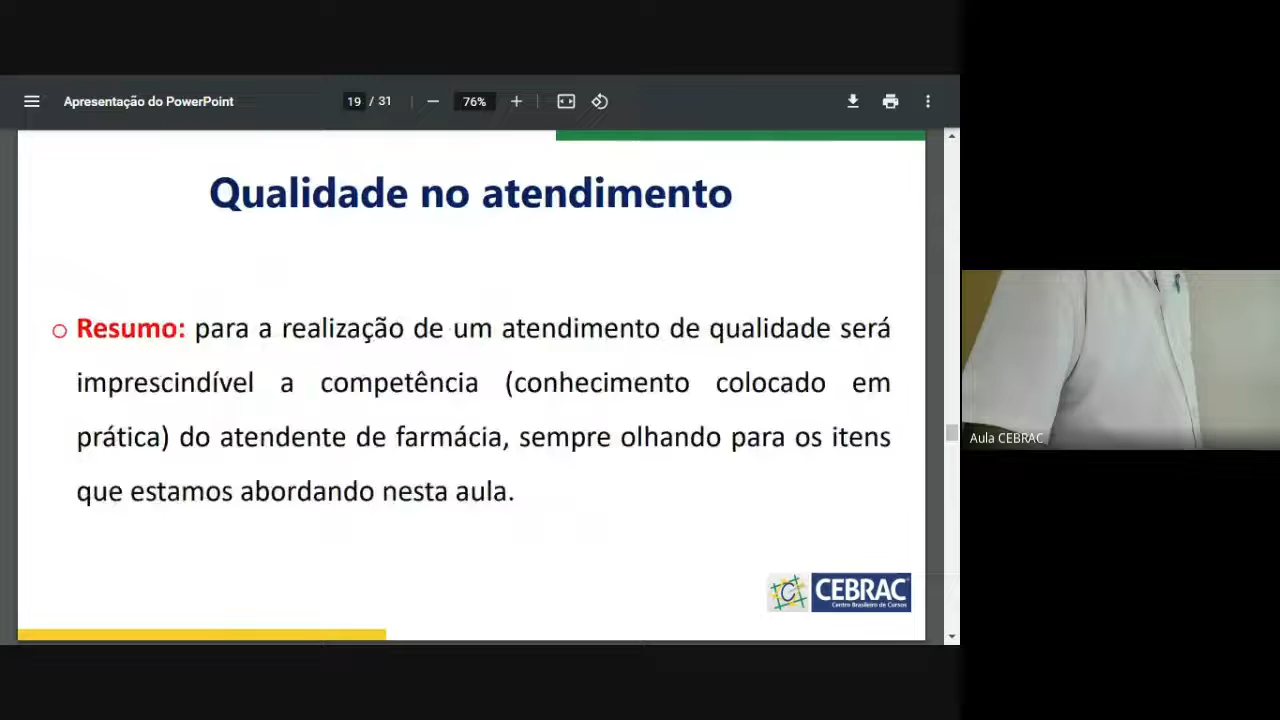 Apresentação do PowerPoint
19 / 31
76%
Qualidade no atendimento
Resumo: para a realização de um atendimento de qualidade será
imprescindível a competência (conhecimento colocado em
prática) do atendente de farmácia, sempre olhando para os itens
que estamos abordando nesta aula.
CEBRAC
Centro Brasileiro de Cursos
Aula CEBRAC